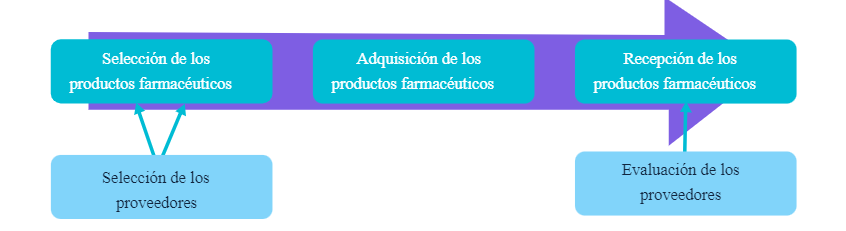 Selección de los
productos farmacéuticos
Adquisición de los
productos farmacéuticos
Recepción de los
productos farmacéuticos
Selección de los
proveedores
Evaluación de los
proveedores